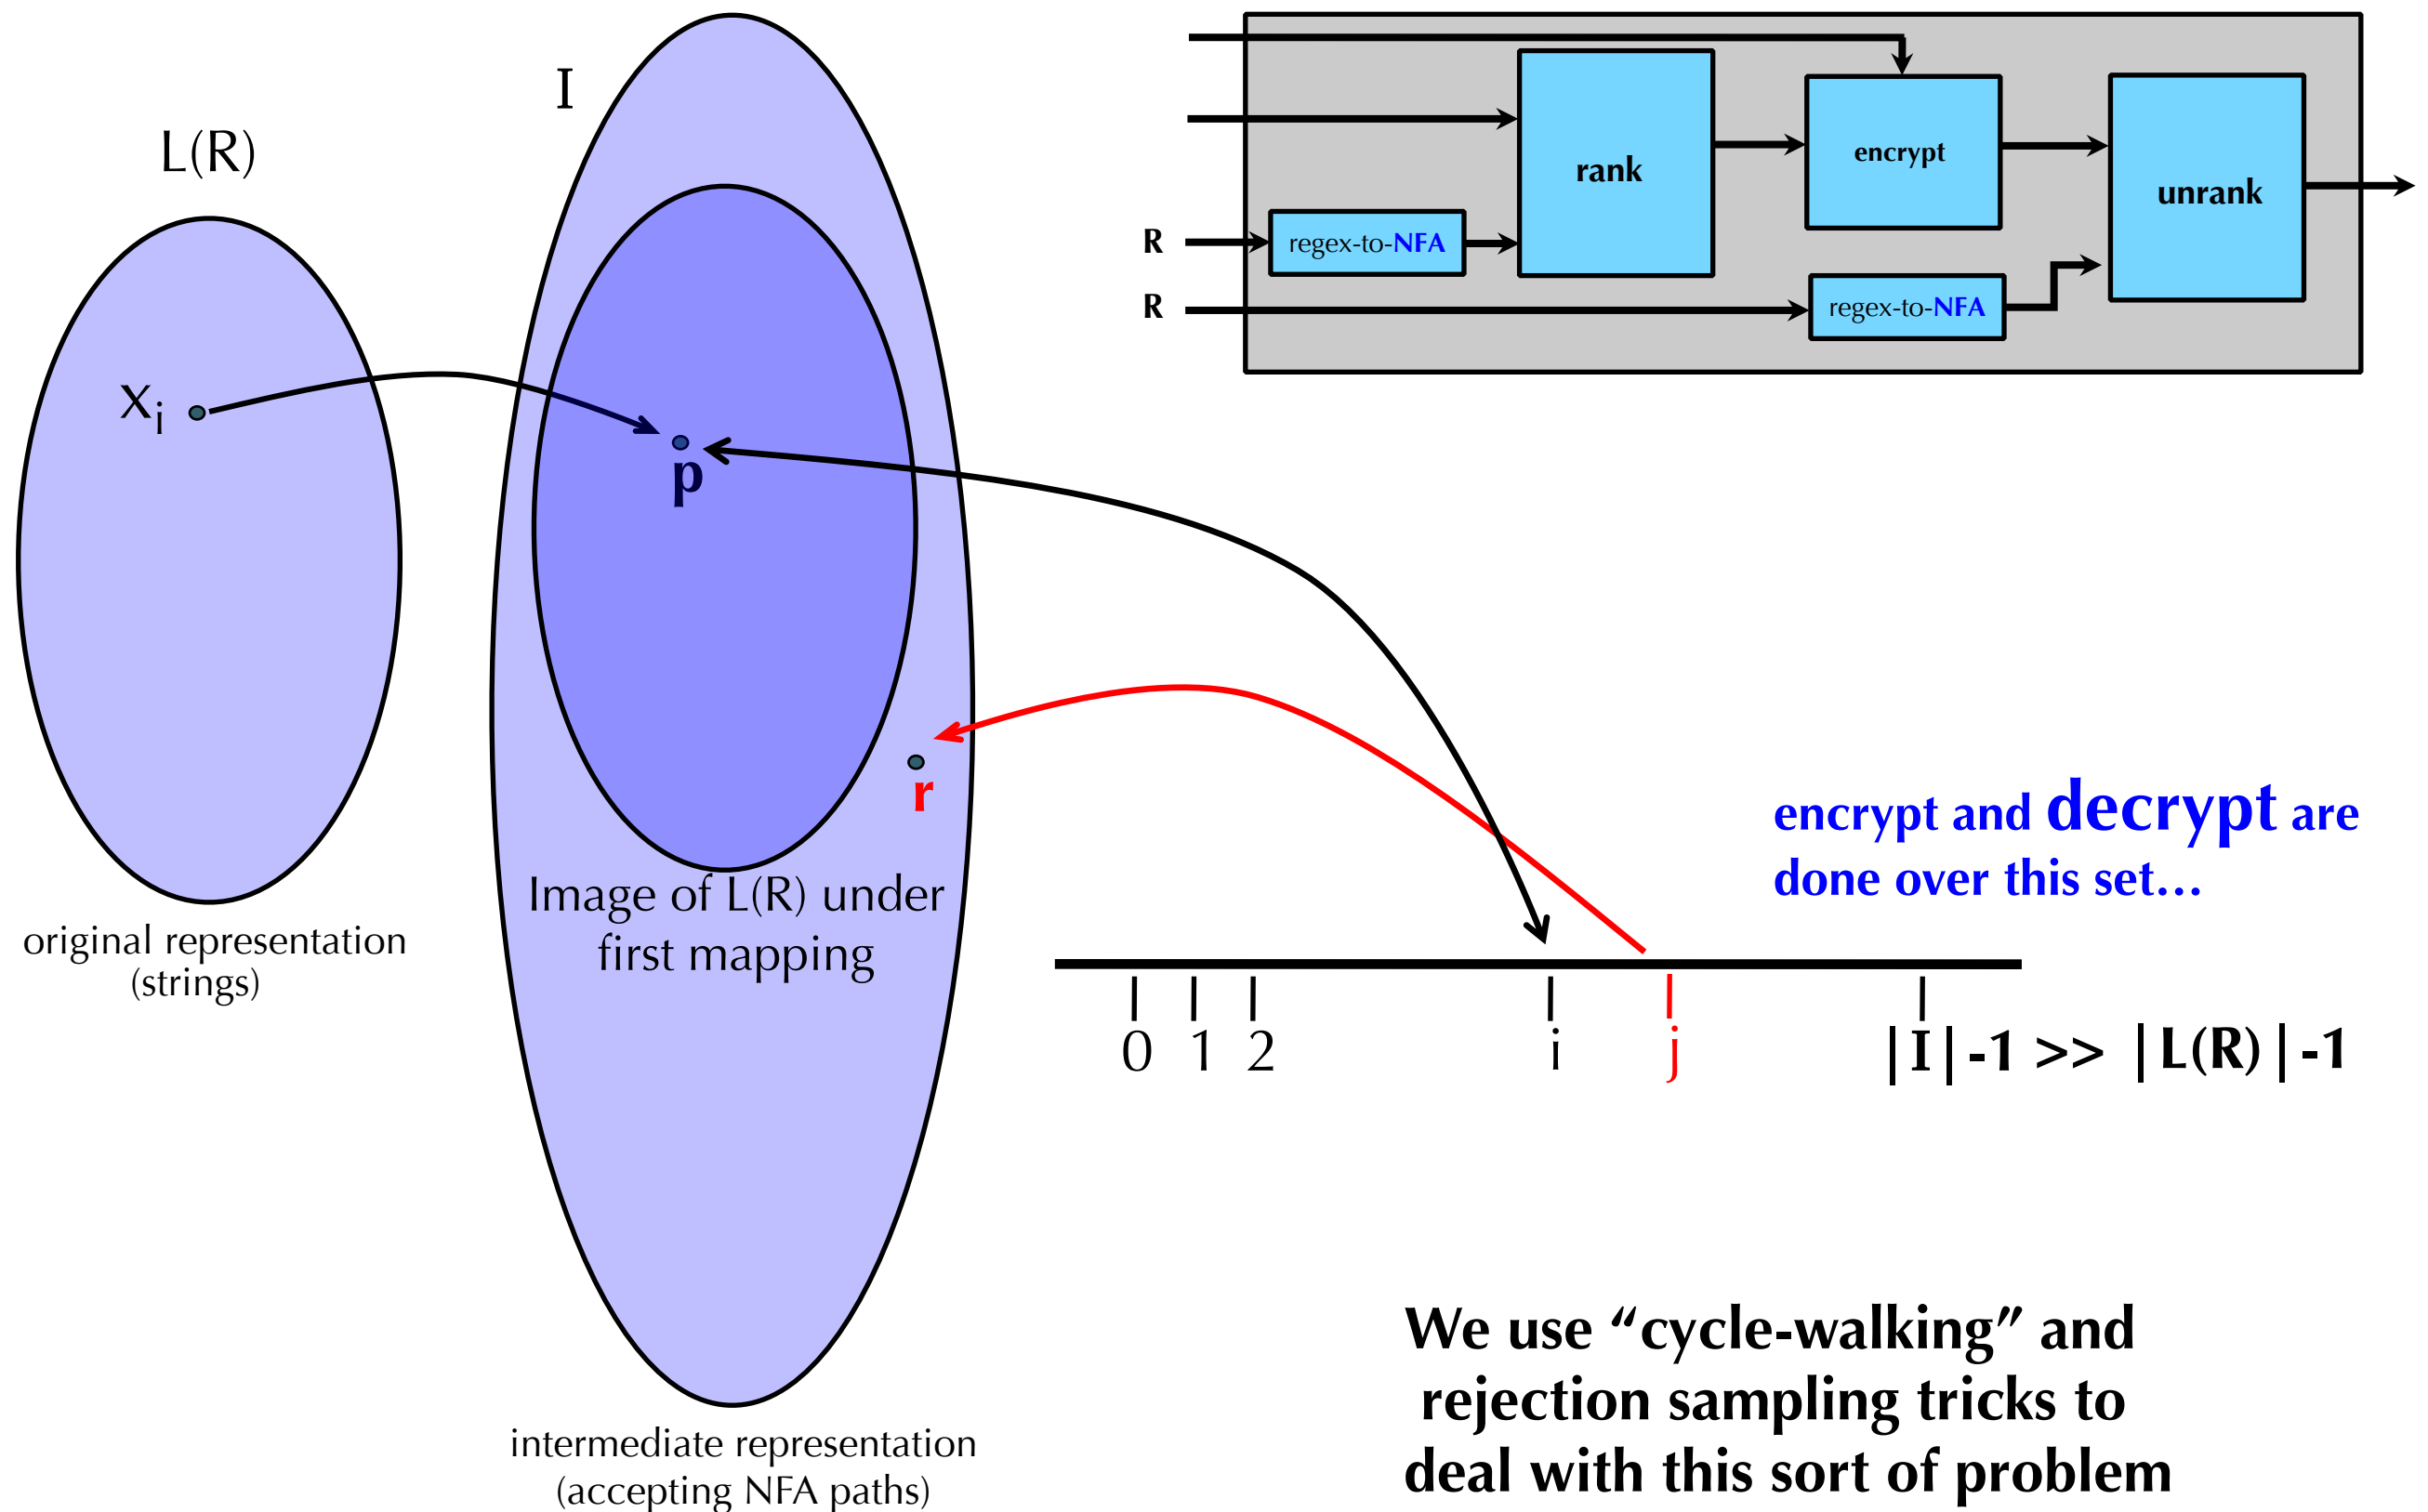 I
L(R)
x_i
p
r
Image of L(R) under
first mapping
original representation
(strings)
intermediate representation
(accepting NFA paths)
R
R
regex-to-NFA
rank
encrypt
regex-to-NFA
unrank
encrypt and decrypt are
done over this set…
0 1 2 i j |I|-1 >> |L(R)|-1
We use “cycle-walking” and
rejection sampling tricks to
deal with this sort of problem